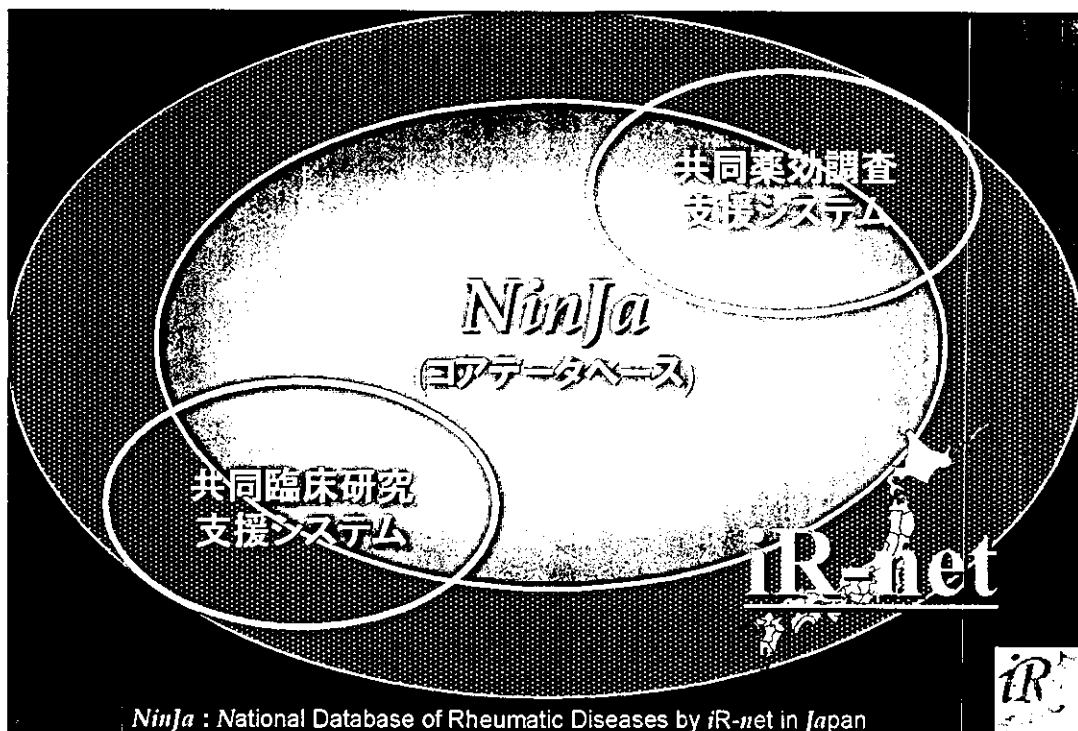 共同薬効調査
支援システム
NinJa
(コアデータベース)
共同臨床研究
支援システム
iR-net
iR
NinJa : National Database of Rheumatic Diseases by iR-net in Japan